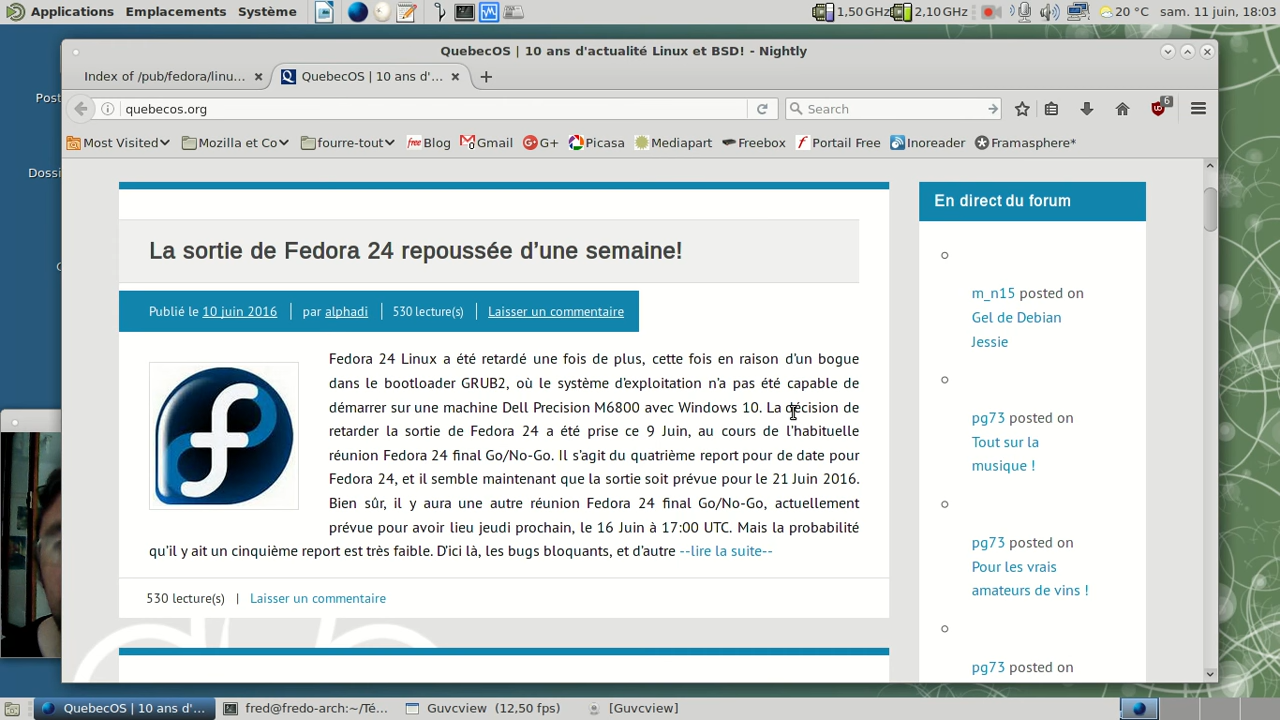 Applications Emplacements Système 1,50 GHz 2,10 GHz 20 °C sam. 11 juin, 18:03
QuebecOS | 10 ans d'actualité Linux et BSD! - Nightly
Index of /pub/fedora/linu... QuebecOS | 10 ans d'...
quebecos.org Search 6
Most Visited Mozilla et Co fourre-tout free Blog Gmail G+ Picasa Mediapart Freebox Portail Free Inoreader Framasphere*
Post
Dossi
La sortie de Fedora 24 repoussée d'une semaine!
Publié le 10 juin 2016 par alphadi 530 lecture(s) Laisser un commentaire
Fedora 24 Linux a été retardé une fois de plus, cette fois en raison d'un bogue
dans le bootloader GRUB2, où le système d'exploitation n'a pas été capable de
démarrer sur une machine Dell Precision M6800 avec Windows 10. La décision de
retarder la sortie de Fedora 24 a été prise ce 9 Juin, au cours de l'habituelle
réunion Fedora 24 final Go/No-Go. Il s'agit du quatrième report pour de date pour
Fedora 24, et il semble maintenant que la sortie soit prévue pour le 21 Juin 2016.
Bien sûr, il y aura une autre réunion Fedora 24 final Go/No-Go, actuellement
prévue pour avoir lieu jeudi prochain, le 16 Juin à 17:00 UTC. Mais la probabilité
qu'il y ait un cinquième report est très faible. D'ici là, les bugs bloquants, et d'autre --lire la suite--
530 lecture(s) | Laisser un commentaire
En direct du forum
m_n15 posted on
Gel de Debian
Jessie
pg73 posted on
Tout sur la
musique !
pg73 posted on
Pour les vrais
amateurs de vins !
pg73 posted on
QuebecOS | 10 ans d'... fred@fredo-arch:~/Té... Guvcview (12,50 fps) [Guvcview]